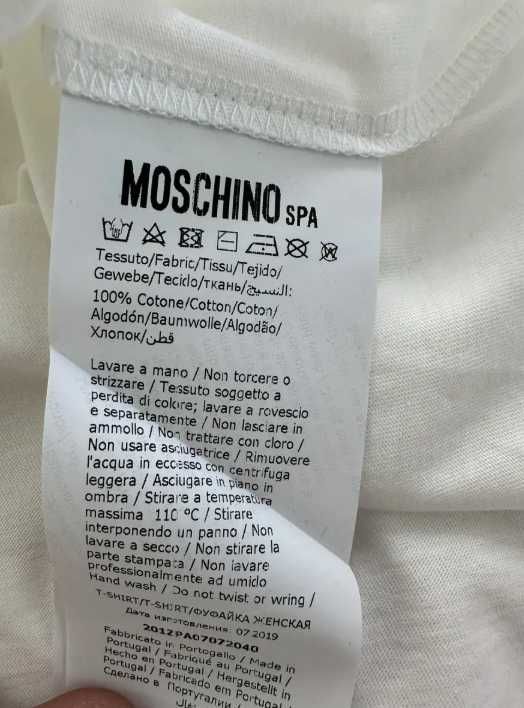 MOSCHINO SPA
Tessuto/Fabric/Tissu/Tejido/
Gewebe/Tecido/ткань/النسيج:
100% Cotone/Cotton/Coton/
Algodón/Baumwolle/Algodão/
Хлопок/قطن
Lavare a mano / Non torcere o
strizzare / Tessuto soggetto a
perdita di colore; lavare a rovescio
e separatamente / Non lasciare in
ammollo / Non trattare con cloro /
Non usare asciugatrice / Rimuovere
l'acqua in eccesso con centrifuga
leggera / Asciugare in piano in
ombra / Stirare a temperatura
massima 110 °C / Stirare
interponendo un panno / Non
lavare a secco / Non stirare la
parte stampata / Non lavare
professionalmente ad umido
Hand wash / Do not twist or wring /
T-SHIRT/T-SHIRT/ФУФАЙКА ЖЕНСКАЯ
Дата изготовления: 07.2019
2012PA07072040
Fabbricato in Portogallo / Made in
Portugal / Fabriqué au Portugal /
Hecho en Portugal / Hergestellt in
Portugal / Fabricado em Portugal
Сделано в Португалии